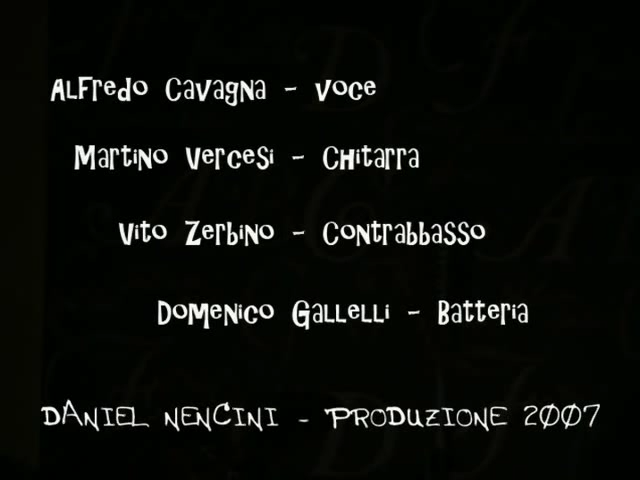 Alfredo Cavagna - Voce
Martino Vercesi - Chitarra
Vito Zerbino - Contrabbasso
Domenico Gallelli - Batteria
DANIEL NENCINI - PRODUZIONE 2007